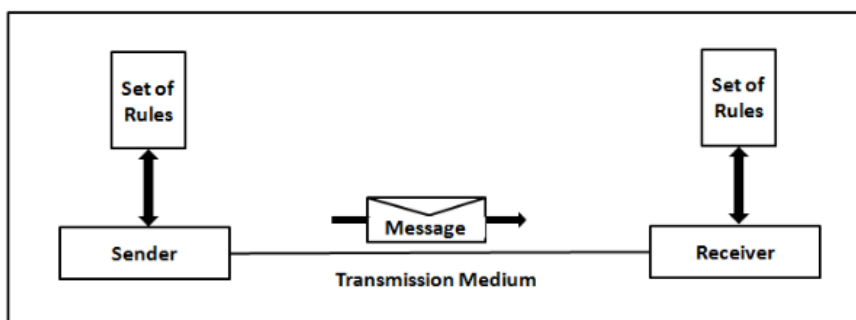 Set of
Rules
Set of
Rules
Message
Sender
Receiver
Transmission Medium